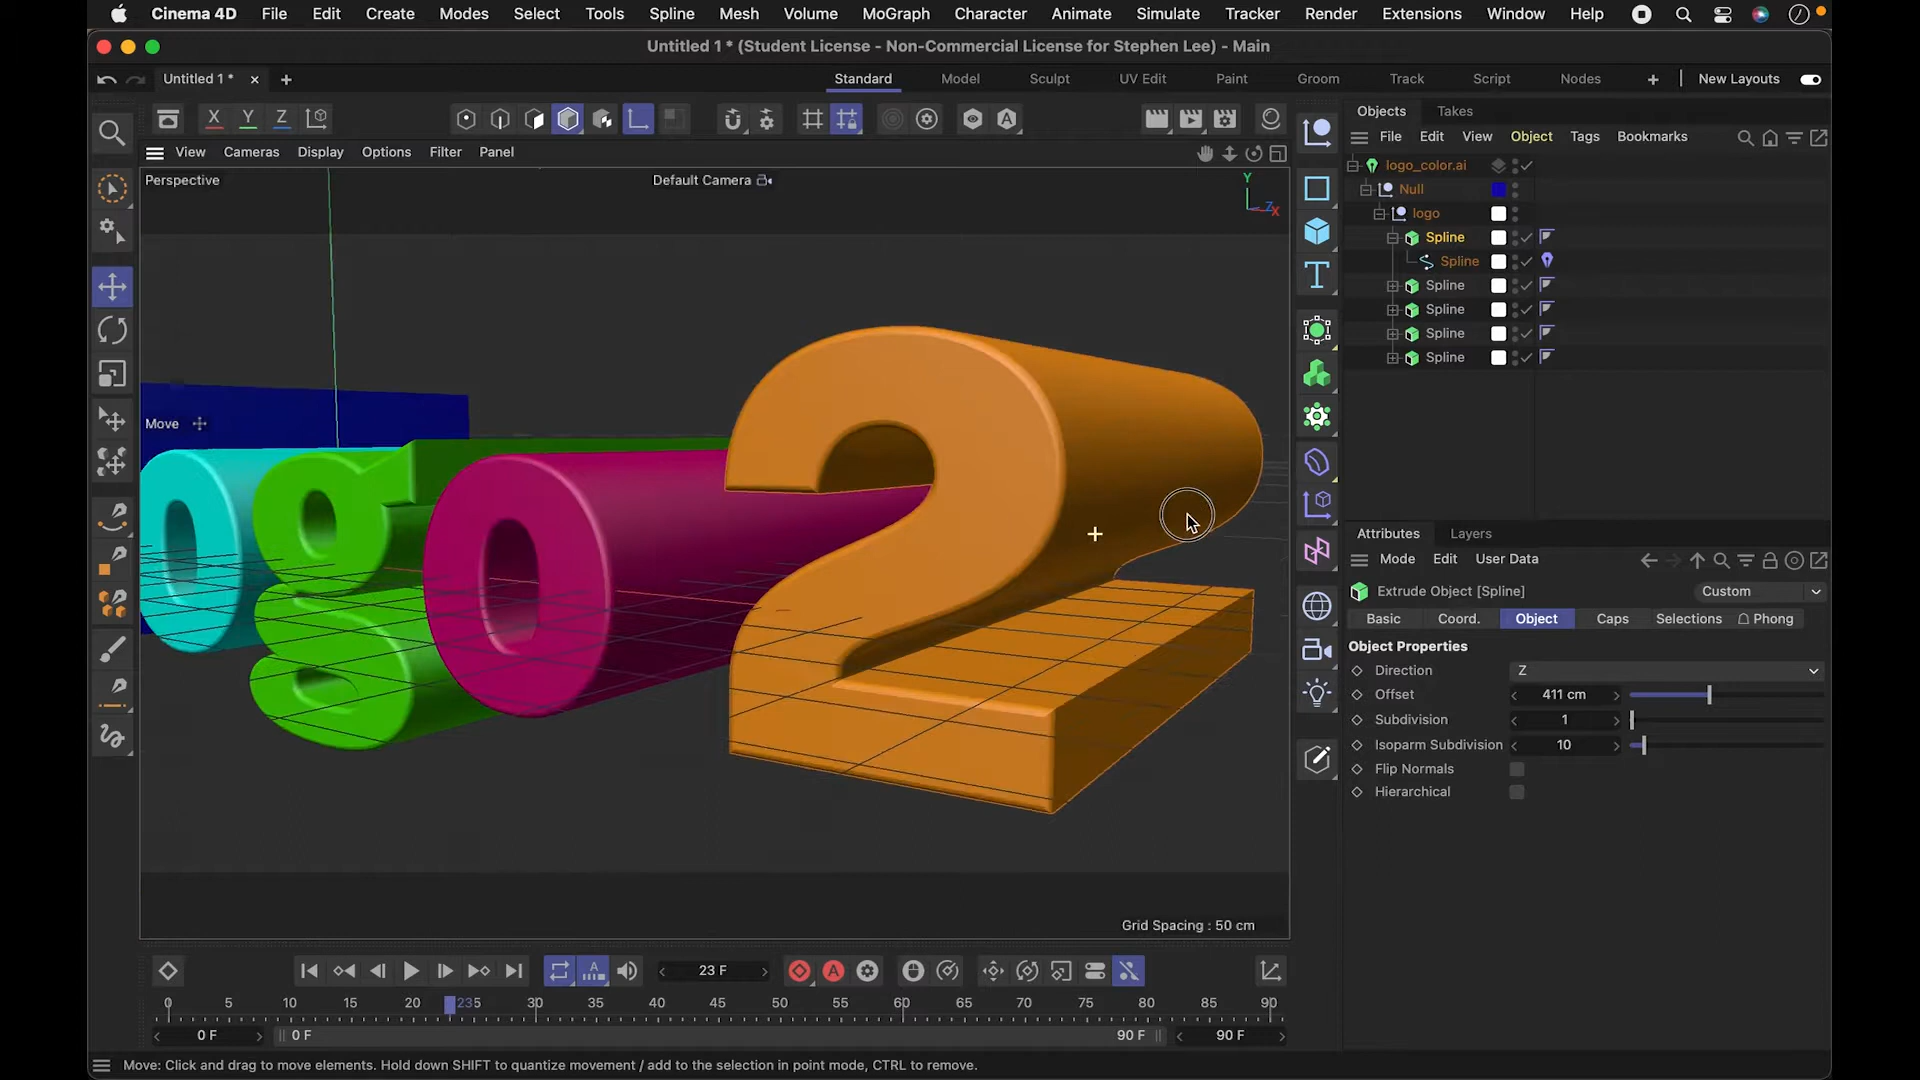 Cinema 4D File Edit Create Modes Select Tools Spline Mesh Volume MoGraph Character Animate Simulate Tracker Render Extensions Window Help
Untitled 1 * (Student License - Non-Commercial License for Stephen Lee) - Main
Untitled 1 * Standard Model Sculpt UV Edit Paint Groom Track Script Nodes New Layouts
Objects Takes
X Y Z
File Edit View Object Tags Bookmarks
View Cameras Display Options Filter Panel
Perspective Default Camera
Y
Z X
logo_color.ai
Null
logo
Spline
Spline
Spline
Spline
Spline
Spline
Move
logo2
Attributes Layers
Mode Edit User Data
Extrude Object [Spline] Custom
Basic Coord. Object Caps Selections Phong
Object Properties
Direction Z
Offset 411 cm
Subdivision 1
Isoparm Subdivision 10
Flip Normals
Hierarchical
Grid Spacing : 50 cm
23 F
0 5 10 15 20 235 30 35 40 45 50 55 60 65 70 75 80 85 90
0 F 0 F 90 F 90 F
Move: Click and drag to move elements. Hold down SHIFT to quantize movement / add to the selection in point mode, CTRL to remove.